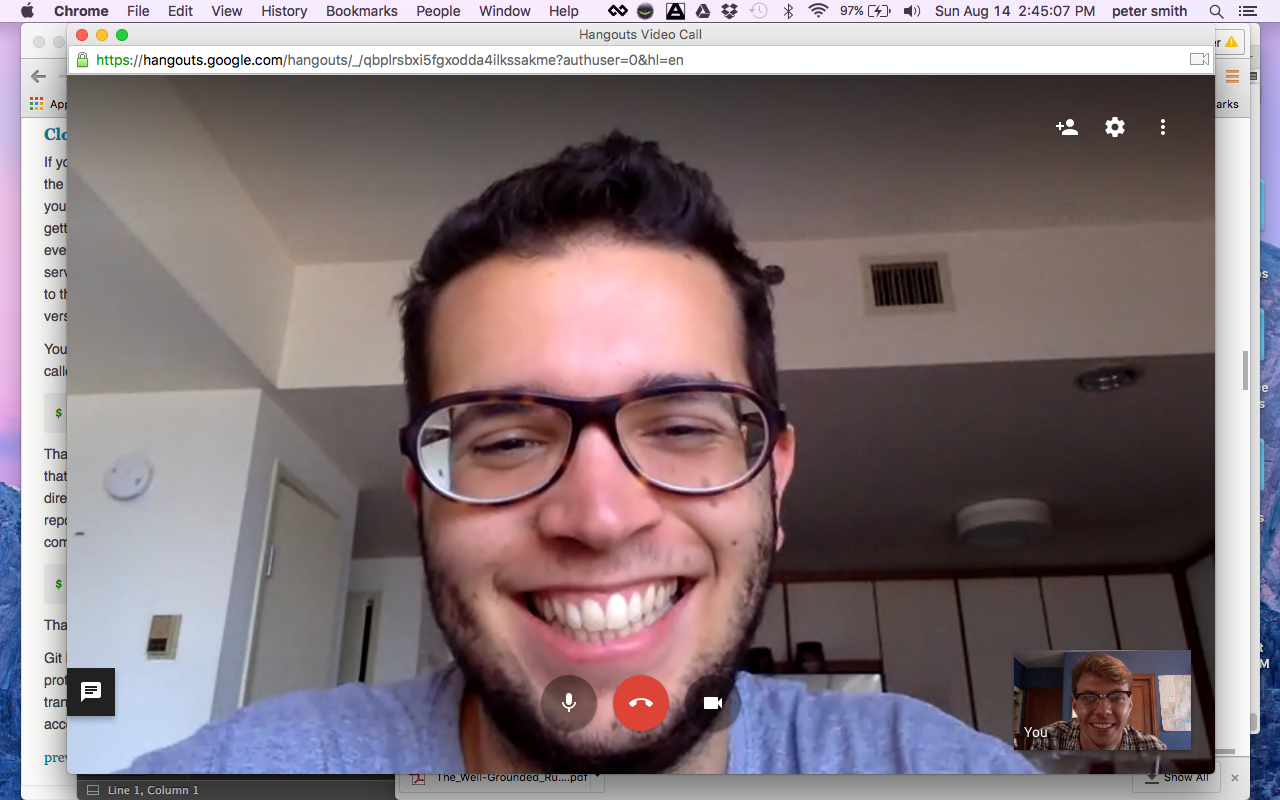 Chrome File Edit View History Bookmarks People Window Help 97% Sun Aug 14 2:45:07 PM peter smith
Hangouts Video Call
https://hangouts.google.com/hangouts/_/qbplrsbxi5fgxodda4ilkssakme?authuser=0&hl=en
App
arks
Clo
If yo
the
you
gett
eve
serv
to th
vers
You
calle
$
Tha
that
dire
repo
com
$
Tha
Git
prot
tran
acce
prev
You
The_Well-Grounded_Ru....pdf
Show All
Line 1, Column 1